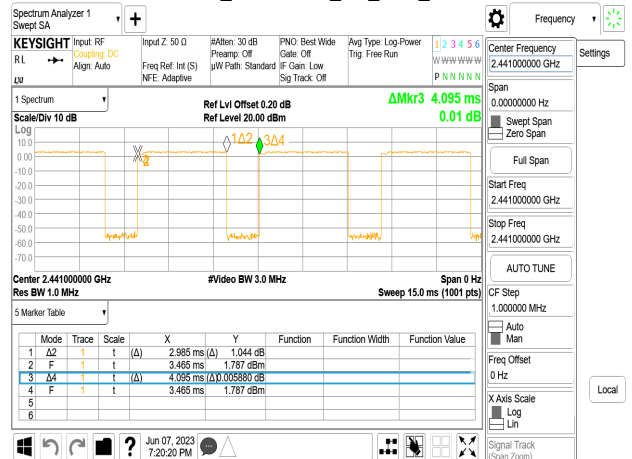 Spectrum Analyzer 1
Swept SA
+
Frequency
KEYSIGHT
RL
Input: RF
Coupling: DC
Align: Auto
Input Z: 50 Ω
Freq Ref: Int (S)
NFE: Adaptive
#Atten: 30 dB
Preamp: Off
µW Path: Standard
PNO: Best Wide
Gate: Off
IF Gain: Low
Sig Track: Off
Avg Type: Log-Power
Trig: Free Run
1 2 3 4 5 6
W W W W W W
P N N N N N
1 Spectrum
Scale/Div 10 dB
Ref Lvl Offset 0.20 dB
Ref Level 20.00 dBm
ΔMkr3 4.095 ms
0.01 dB
Log
10.0
0.00
-10.0
-20.0
-30.0
-40.0
-50.0
-60.0
-70.0
1Δ2
3Δ4
Center 2.441000000 GHz
#Video BW 3.0 MHz
Span 0 Hz
Res BW 1.0 MHz
Sweep 15.0 ms (1001 pts)
5 Marker Table
Mode Trace Scale X Y Function Function Width Function Value
1 Δ2 1 t (Δ) 2.985 ms (Δ) 1.044 dB
2 F 1 t 3.465 ms 1.787 dBm
3 Δ4 1 t (Δ) 4.095 ms (Δ)0.005880 dB
4 F 1 t 3.465 ms 1.787 dBm
5
6
?
Jun 07, 2023
7:20:20 PM
Center Frequency
2.441000000 GHz
Span
0.00000000 Hz
Swept Span
Zero Span
Full Span
Start Freq
2.441000000 GHz
Stop Freq
2.441000000 GHz
AUTO TUNE
CF Step
1.000000 MHz
Auto
Man
Freq Offset
0 Hz
X Axis Scale
Log
Lin
Signal Track
(Span Zoom)
Settings
Local